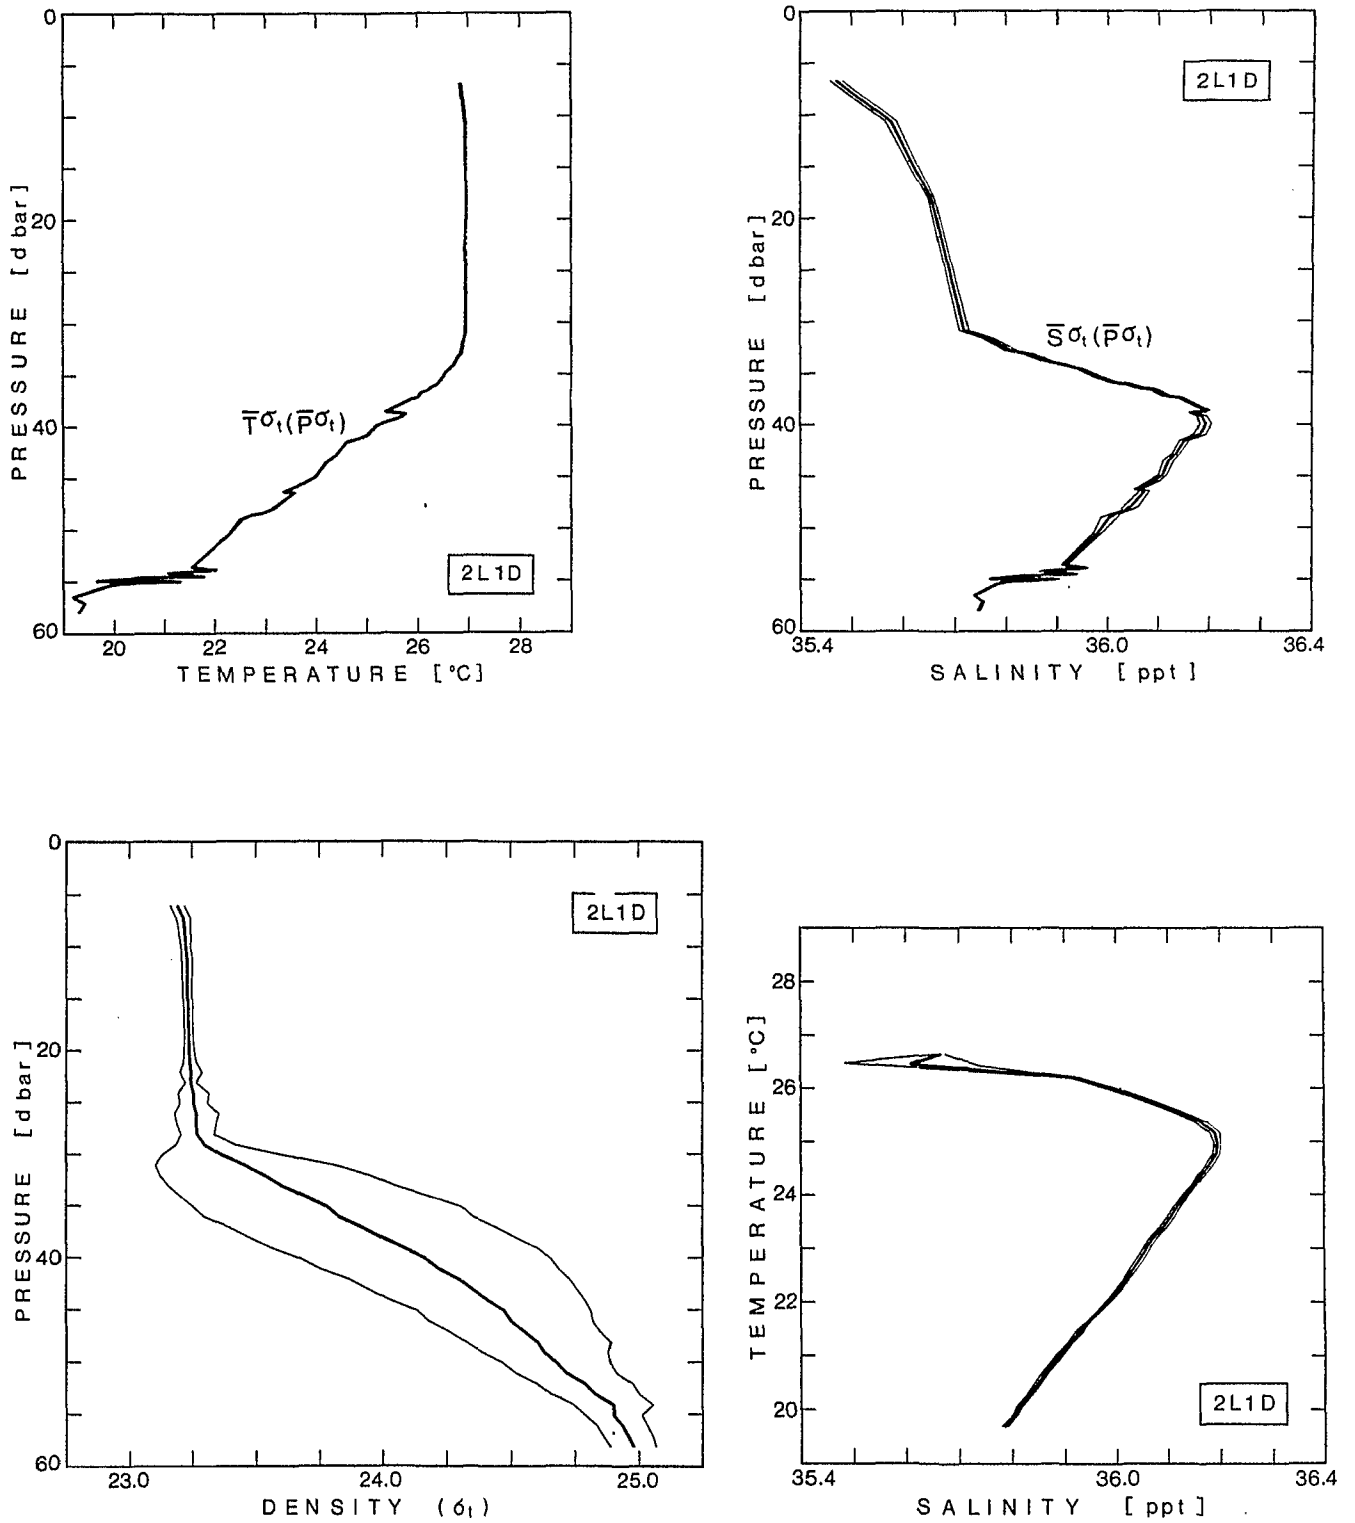 0
20
40
60
PRESSURE [dbar]
T̅σt(P̅σt)
2L1D
20 22 24 26 28
TEMPERATURE [°C]
0
20
40
60
PRESSURE [dbar]
2L1D
S̅σt(P̅σt)
35.4 36.0 36.4
SALINITY [ppt]
0
20
40
60
PRESSURE [dbar]
2L1D
23.0 24.0 25.0
DENSITY (σt)
28
26
24
22
20
TEMPERATURE [°C]
2L1D
35.4 36.0 36.4
SALINITY [ppt]